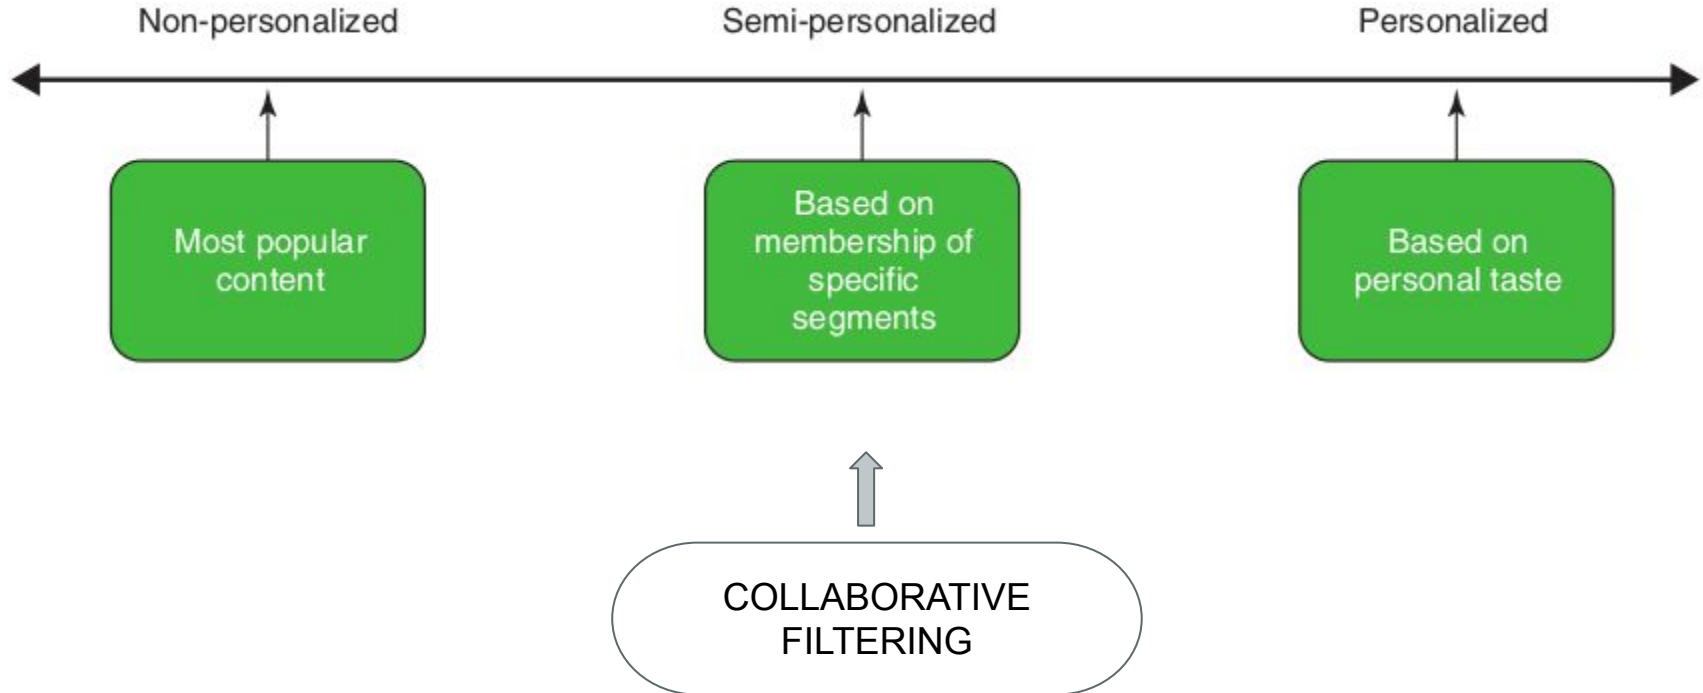 Non-personalized
Semi-personalized
Personalized
Most popular
content
Based on
membership of
specific
segments
Based on
personal taste
COLLABORATIVE
FILTERING